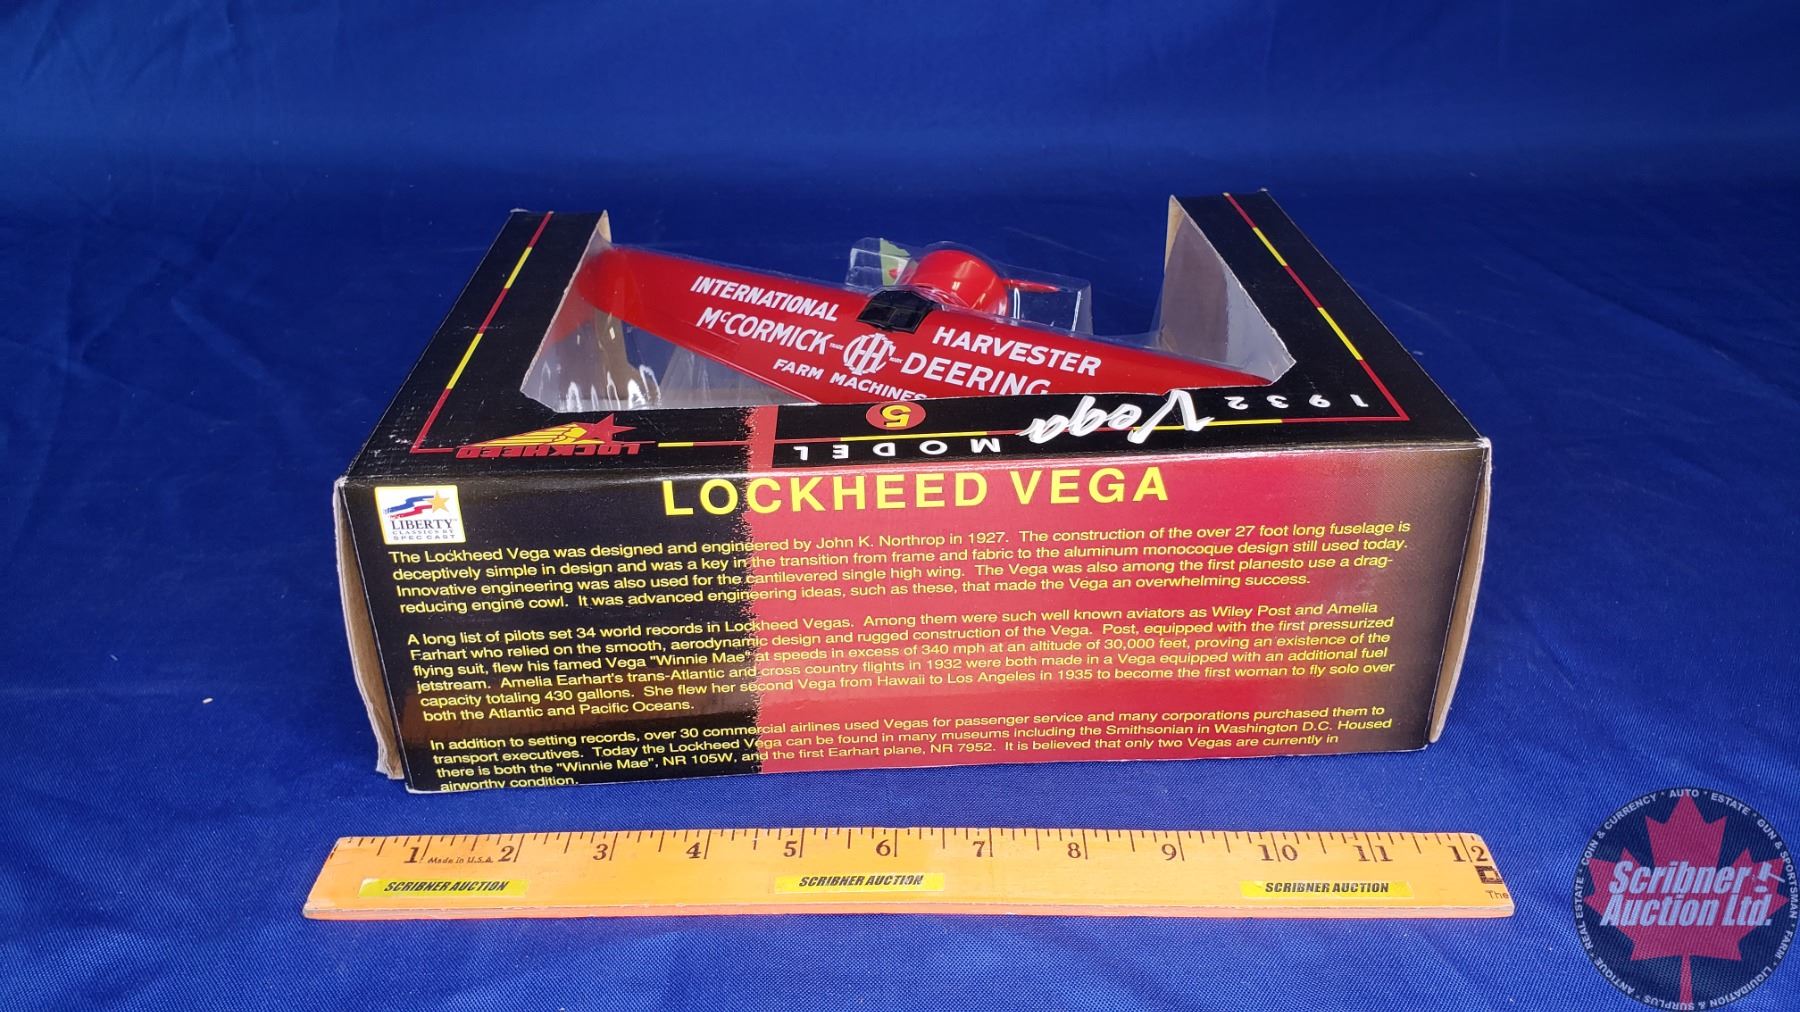 INTERNATIONAL HARVESTER
McCORMICK-DEERING
TRADE IHC MARK
FARM MACHINES
1932 Vega
MODEL 5
LOCKHEED
LIBERTY
CLASSICS BY
SPEC CAST
LOCKHEED VEGA
The Lockheed Vega was designed and engineered by John K. Northrop in 1927. The construction of the over 27 foot long fuselage is
deceptively simple in design and was a key in the transition from frame and fabric to the aluminum monocoque design still used today.
Innovative engineering was also used for the cantilevered single high wing. The Vega was also among the first planesto use a drag-
reducing engine cowl. It was advanced engineering ideas, such as these, that made the Vega an overwhelming success.
A long list of pilots set 34 world records in Lockheed Vegas. Among them were such well known aviators as Wiley Post and Amelia
Earhart who relied on the smooth, aerodynamic design and rugged construction of the Vega. Post, equipped with the first pressurized
flying suit, flew his famed Vega "Winnie Mae" at speeds in excess of 340 mph at an altitude of 30,000 feet, proving an existence of the
jetstream. Amelia Earhart's trans-Atlantic and cross country flights in 1932 were both made in a Vega equipped with an additional fuel
capacity totaling 430 gallons. She flew her second Vega from Hawaii to Los Angeles in 1935 to become the first woman to fly solo over
both the Atlantic and Pacific Oceans.
In addition to setting records, over 30 commercial airlines used Vegas for passenger service and many corporations purchased them to
transport executives. Today the Lockheed Vega can be found in many museums including the Smithsonian in Washington D.C. Housed
there is both the "Winnie Mae", NR 105W, and the first Earhart plane, NR 7952. It is believed that only two Vegas are currently in
airworthy condition.
1 2 3 4 5 6 7 8 9 10 11 12
Made in U.S.A.
The
SCRIBNER AUCTION SCRIBNER AUCTION SCRIBNER AUCTION
Scribner
Auction Ltd.
ANTIQUE * REAL ESTATE * COIN & CURRENCY * AUTO * ESTATE * GUN & SPORTSMAN * FARM * LIQUIDATION & SURPLUS